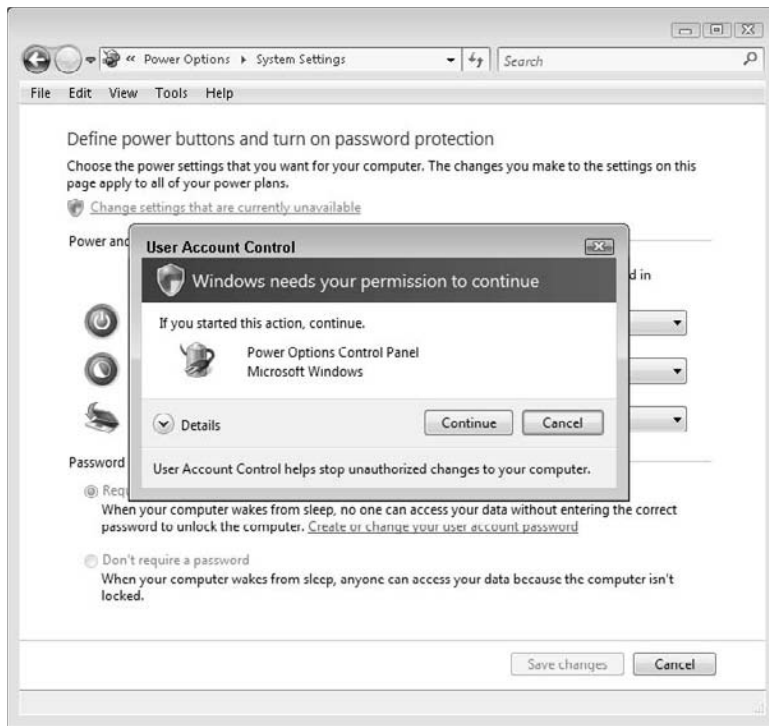 « Power Options ▸ System Settings
Search
File Edit View Tools Help
Define power buttons and turn on password protection
Choose the power settings that you want for your computer. The changes you make to the settings on this
page apply to all of your power plans.
Change settings that are currently unavailable
Power and
User Account Control
Windows needs your permission to continue
d in
If you started this action, continue.
Power Options Control Panel
Microsoft Windows
Details
Continue
Cancel
User Account Control helps stop unauthorized changes to your computer.
Password
Requ
When your computer wakes from sleep, no one can access your data without entering the correct
password to unlock the computer. Create or change your user account password
Don't require a password
When your computer wakes from sleep, anyone can access your data because the computer isn't
locked.
Save changes
Cancel